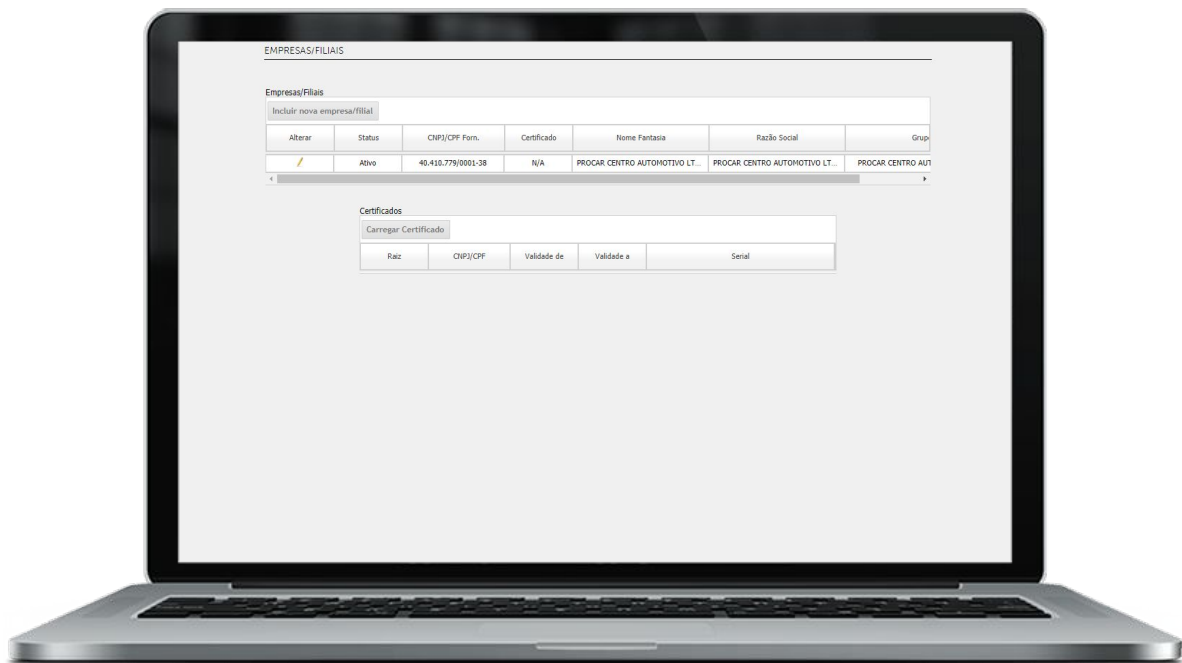 EMPRESAS/FILIAIS
Empresas/Filiais
Incluir nova empresa/filial
Alterar Status CNPJ/CPF Forn. Certificado Nome Fantasia Razão Social Grupo
Ativo 40.410.779/0001-38 N/A PROCAR CENTRO AUTOMOTIVO LT... PROCAR CENTRO AUTOMOTIVO LT... PROCAR CENTRO AUT
Certificados
Carregar Certificado
Raiz CNPJ/CPF Validade de Validade a Serial